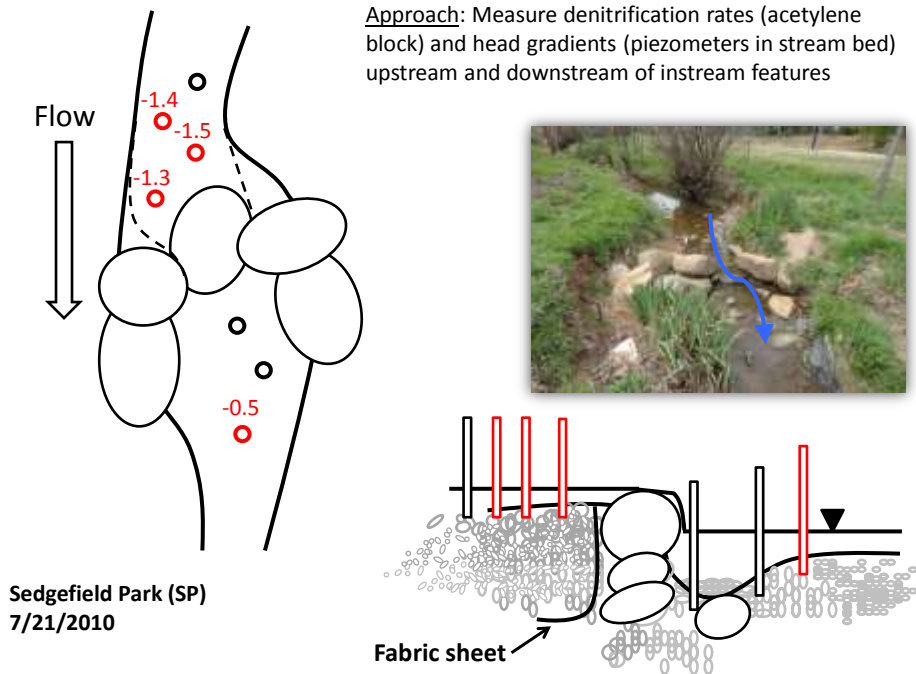 Approach: Measure denitrification rates (acetylene
block) and head gradients (piezometers in stream bed)
upstream and downstream of instream features
Flow
-1.4
-1.5
-1.3
-0.5
Sedgefield Park (SP)
7/21/2010
Fabric sheet